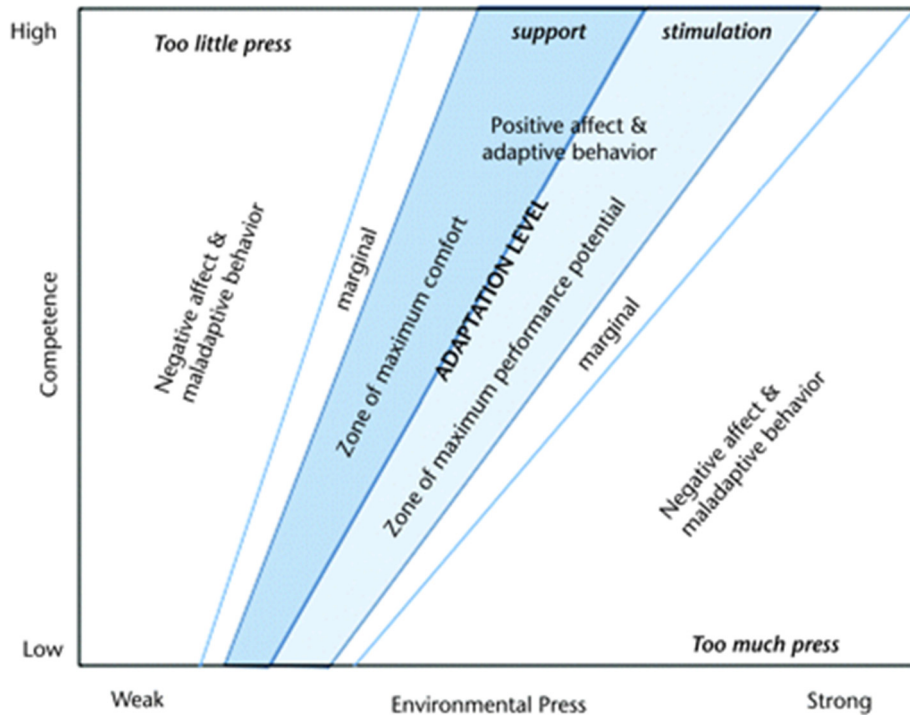 High
Too little press
support
stimulation
Positive affect &
adaptive behavior
Negative affect &
maladaptive behavior
marginal
Zone of maximum comfort
ADAPTATION LEVEL
Zone of maximum performance potential
marginal
Negative affect &
maladaptive behavior
Competence
Low
Too much press
Weak
Environmental Press
Strong